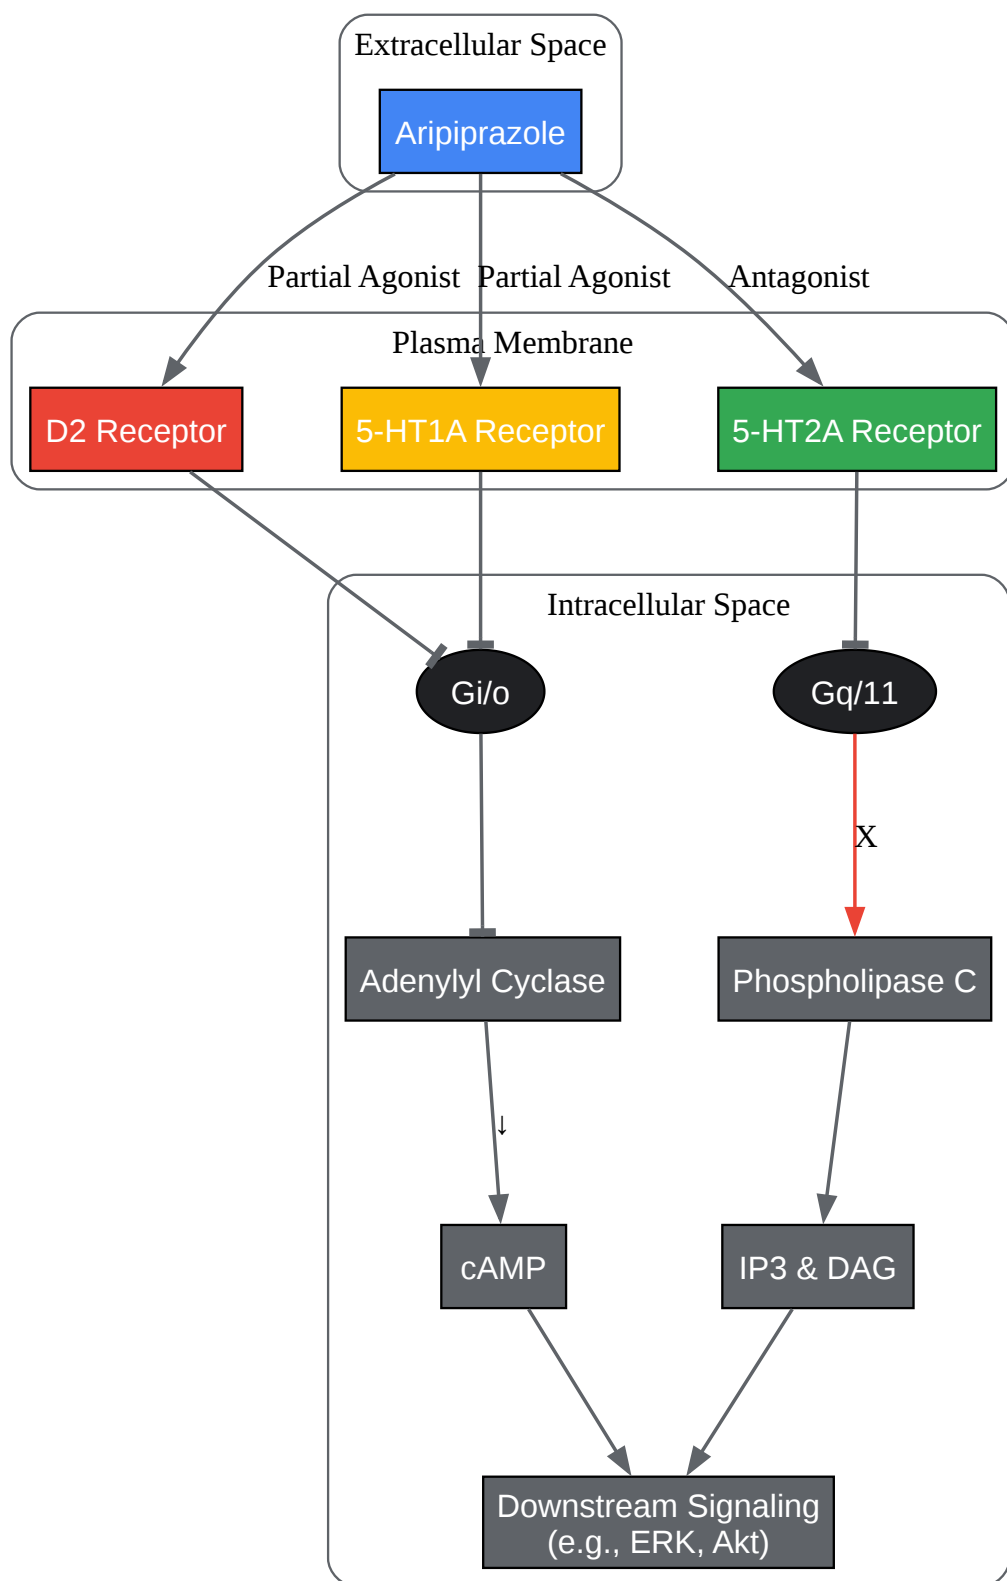 Extracellular Space
Aripiprazole
Partial Agonist
Partial Agonist
Antagonist
Plasma Membrane
D2 Receptor
5-HT1A Receptor
5-HT2A Receptor
Intracellular Space
Gi/o
Gq/11
X
Adenylyl Cyclase
Phospholipase C
↓
cAMP
IP3 & DAG
Downstream Signaling
(e.g., ERK, Akt)